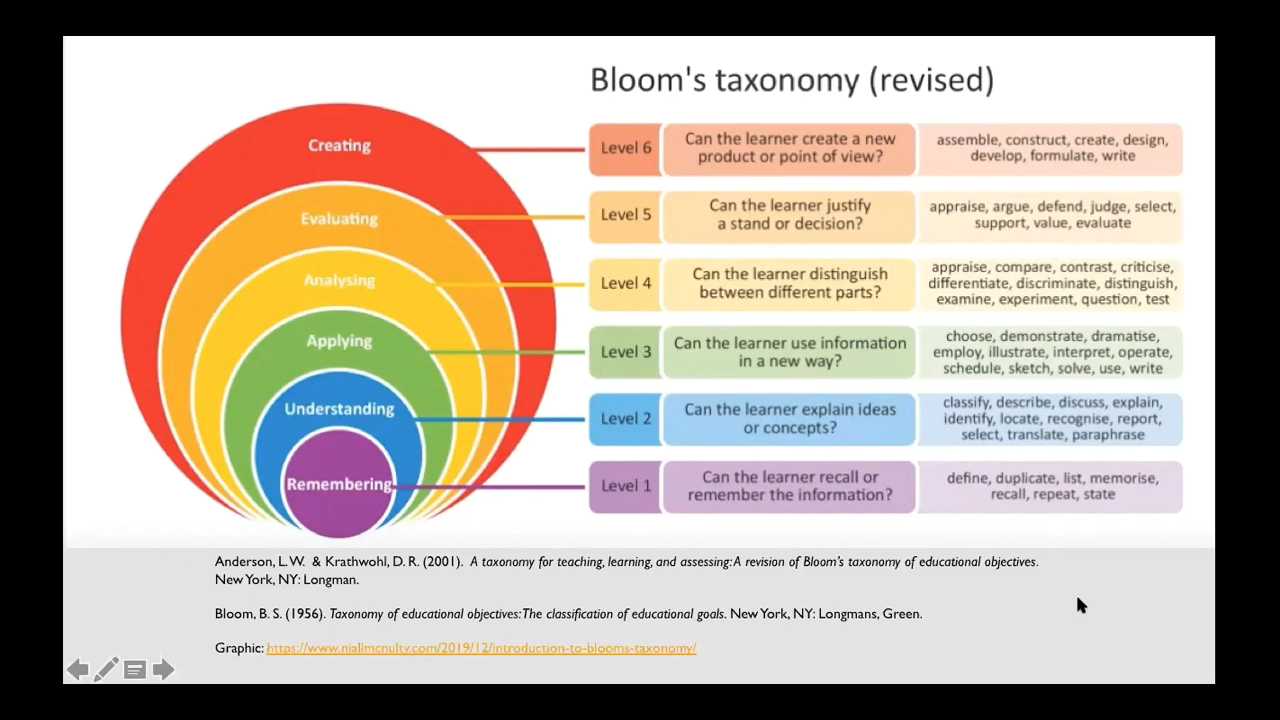 Bloom's taxonomy (revised)
Creating
Level 6
Can the learner create a new
product or point of view?
assemble, construct, create, design,
develop, formulate, write
Evaluating
Level 5
Can the learner justify
a stand or decision?
appraise, argue, defend, judge, select,
support, value, evaluate
Analysing
Level 4
Can the learner distinguish
between different parts?
appraise, compare, contrast, criticise,
differentiate, discriminate, distinguish,
examine, experiment, question, test
Applying
Level 3
Can the learner use information
in a new way?
choose, demonstrate, dramatise,
employ, illustrate, interpret, operate,
schedule, sketch, solve, use, write
Understanding
Level 2
Can the learner explain ideas
or concepts?
classify, describe, discuss, explain,
identify, locate, recognise, report,
select, translate, paraphrase
Remembering
Level 1
Can the learner recall or
remember the information?
define, duplicate, list, memorise,
recall, repeat, state
Anderson, L.W. & Krathwohl, D. R. (2001). A taxonomy for teaching, learning, and assessing: A revision of Bloom's taxonomy of educational objectives.
New York, NY: Longman.
Bloom, B. S. (1956). Taxonomy of educational objectives: The classification of educational goals. New York, NY: Longmans, Green.
Graphic: https://www.niallmcnulty.com/2019/12/introduction-to-blooms-taxonomy/